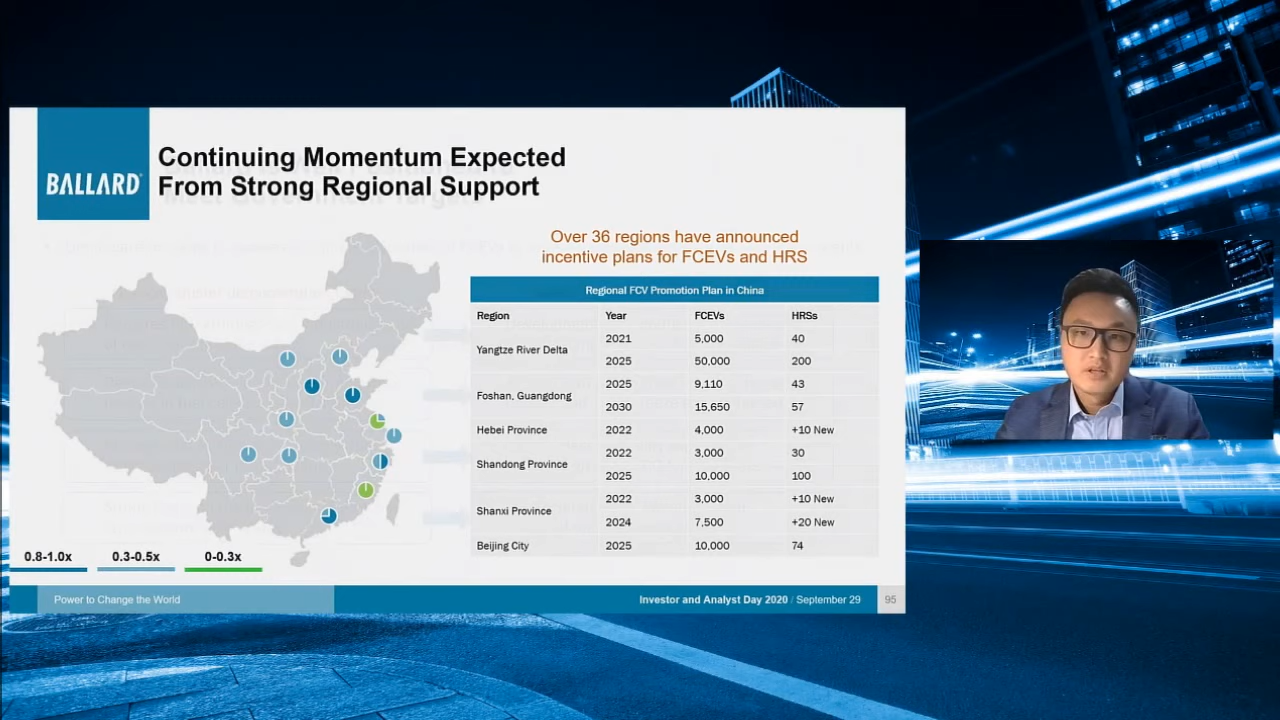 BALLARD
Continuing Momentum Expected
From Strong Regional Support
Over 36 regions have announced
incentive plans for FCEVs and HRS
Regional FCV Promotion Plan in China
Region Year FCEVs HRSs
Yangtze River Delta 2021 5,000 40
2025 50,000 200
Foshan, Guangdong 2025 9,110 43
2030 15,650 57
Hebei Province 2022 4,000 +10 New
Shandong Province 2022 3,000 30
2025 10,000 100
Shanxi Province 2022 3,000 +10 New
2024 7,500 +20 New
Beijing City 2025 10,000 74
0.8-1.0x 0.3-0.5x 0-0.3x
Power to Change the World
Investor and Analyst Day 2020 / September 29 95